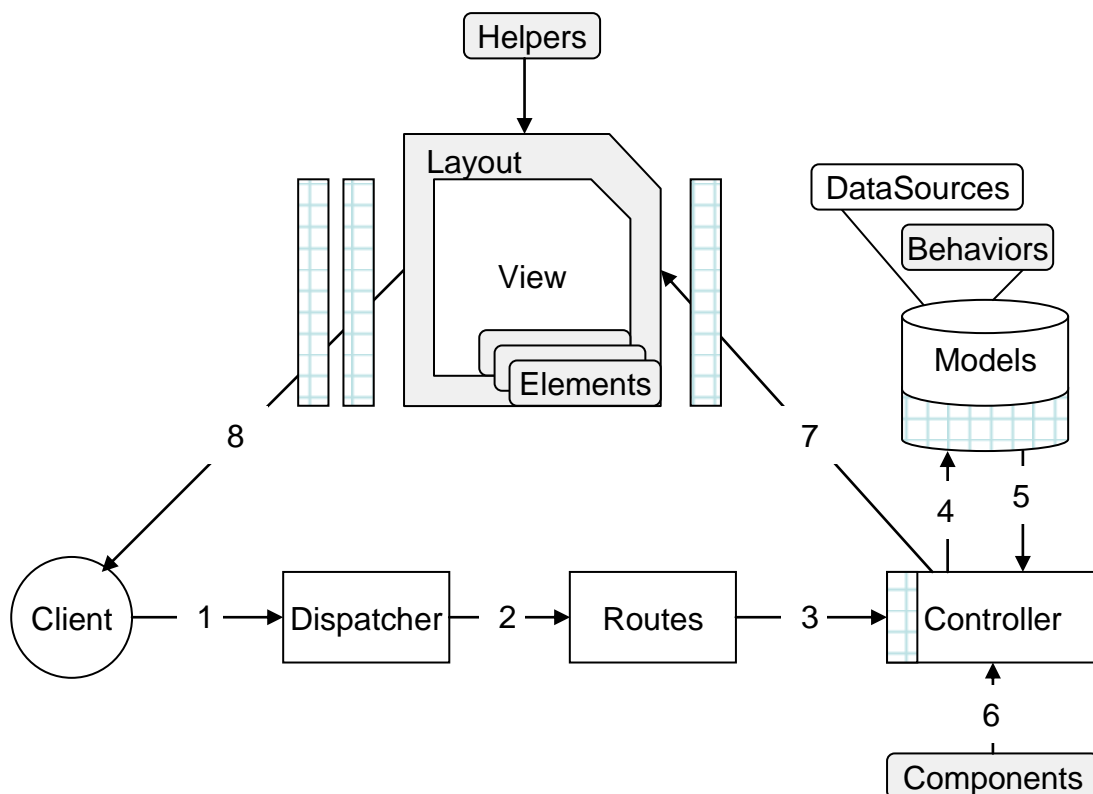 Helpers
Layout
DataSources
Behaviors
View
Models
Elements
8
7
4
5
Client
1
Dispatcher
2
Routes
3
Controller
6
Components